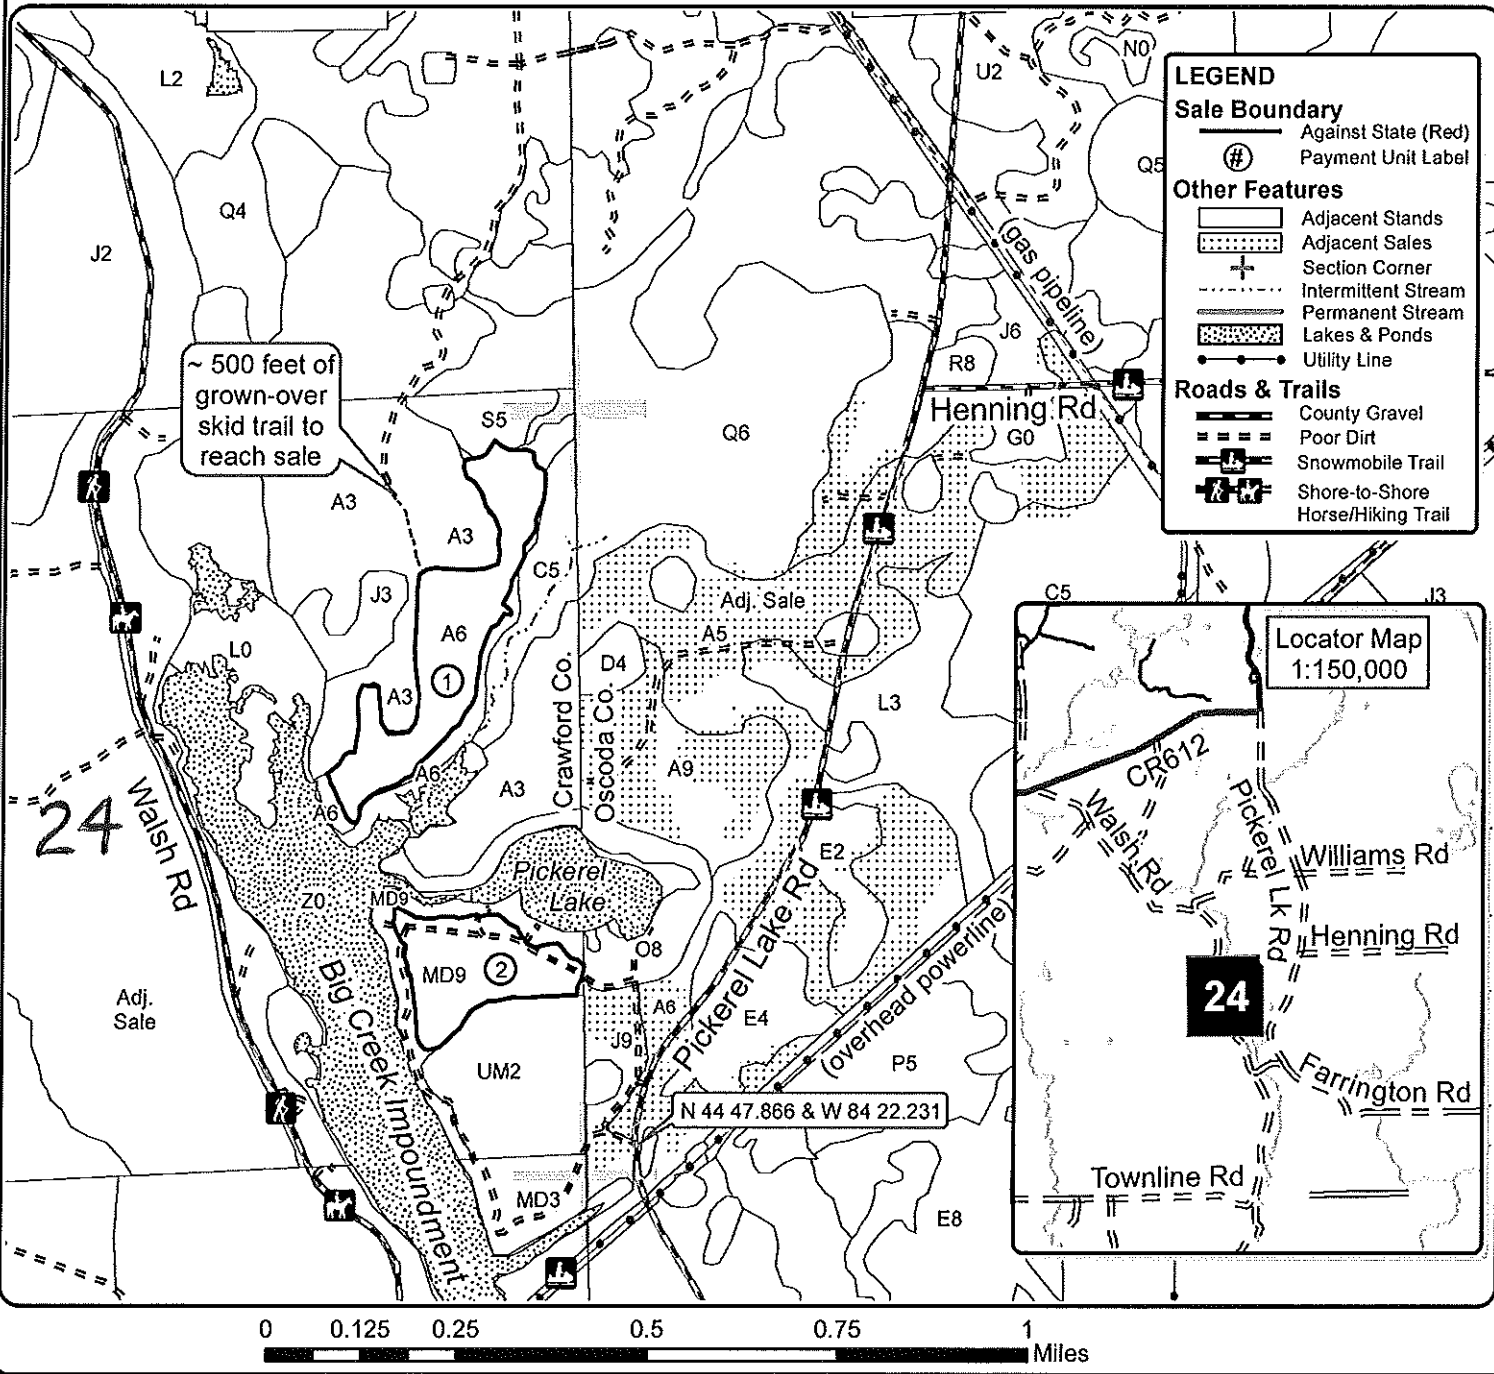 L2
U2
N0
Q5
Q4
J2
LEGEND
Sale Boundary
Against State (Red)
# Payment Unit Label
Other Features
Adjacent Stands
Adjacent Sales
Section Corner
Intermittent Stream
Permanent Stream
Lakes & Ponds
Utility Line
Roads & Trails
County Gravel
Poor Dirt
Snowmobile Trail
Shore-to-Shore
Horse/Hiking Trail
(gas pipeline)
J6
R8
Henning Rd
G0
~ 500 feet of
grown-over
skid trail to
reach sale
S5
Q6
A3
A3
C5
J3
A6
1
A3
L0
Adj. Sale
A5
D4
Crawford Co.
Oscoda Co.
L3
A9
A6
A3
A6
24
Walsh Rd
E2
Pickerel
Lake
Z0
MD9
MD9
2
O8
Big Creek Impoundment
Adj.
Sale
A6
J9
E4
Pickerel Lake Rd
(overhead powerline)
P5
UM2
N 44 47.866 & W 84 22.231
MD3
E8
C5
J3
Locator Map
1:150,000
CR612
Walsh Rd
Pickerel Lk Rd
Williams Rd
Henning Rd
24
Farrington Rd
Townline Rd
0 0.125 0.25 0.5 0.75 1
Miles